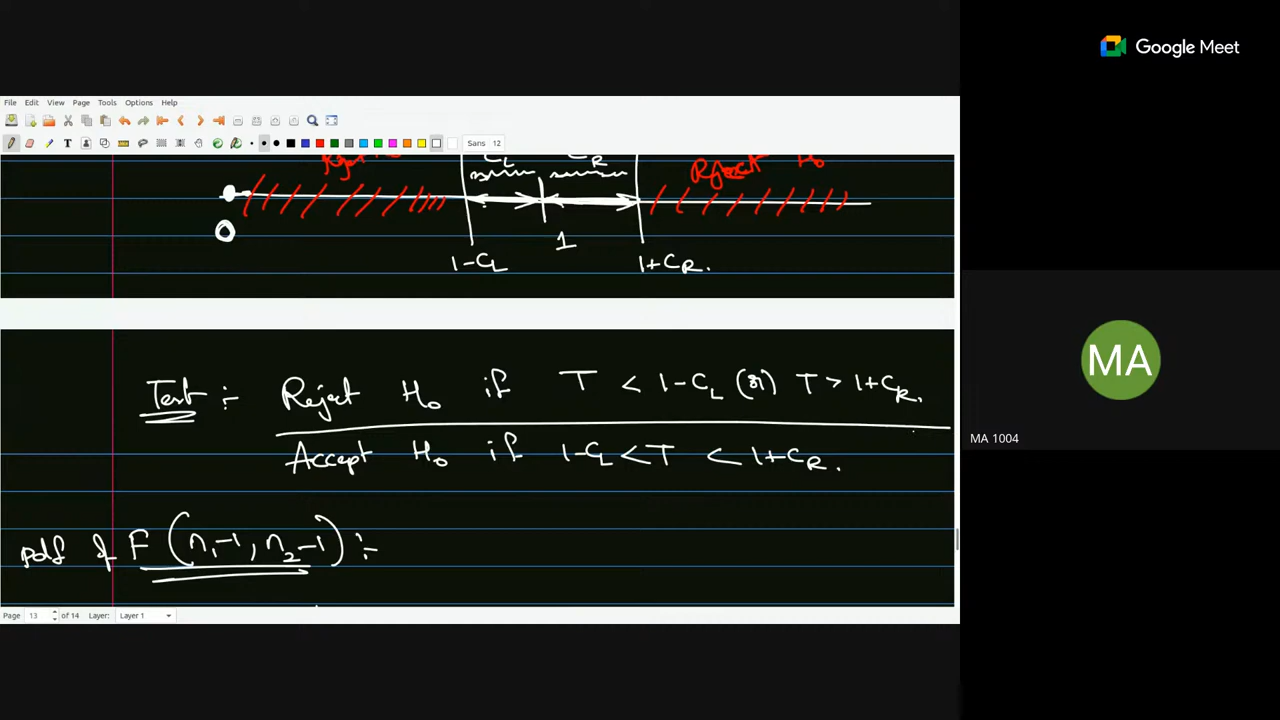 Google Meet
File Edit View Page Tools Options Help
Sans 12
CL CR
Reject H0
0
1
1-CL 1+CR.
Test :- Reject H0 if T < 1-CL (or) T > 1+CR.
Accept H0 if 1-CL < T < 1+CR.
pdf of F (n1-1, n2-1) :-
MA
MA 1004
Page 13 of 14 Layer: Layer 1